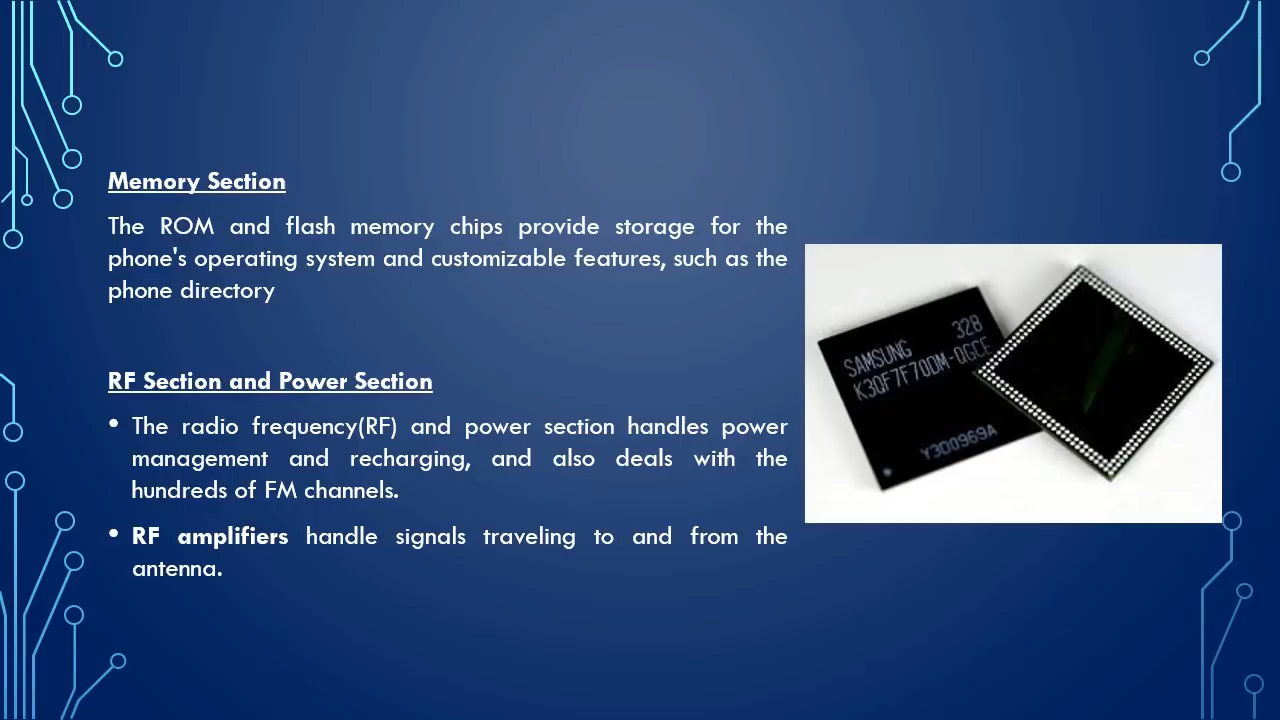 Memory Section
The ROM and flash memory chips provide storage for the
phone's operating system and customizable features, such as the
phone directory
RF Section and Power Section
• The radio frequency(RF) and power section handles power
management and recharging, and also deals with the
hundreds of FM channels.
• RF amplifiers handle signals traveling to and from the
antenna.
SAMSUNG 328
K3QF7F70DM-QGCE
Y3D0969A